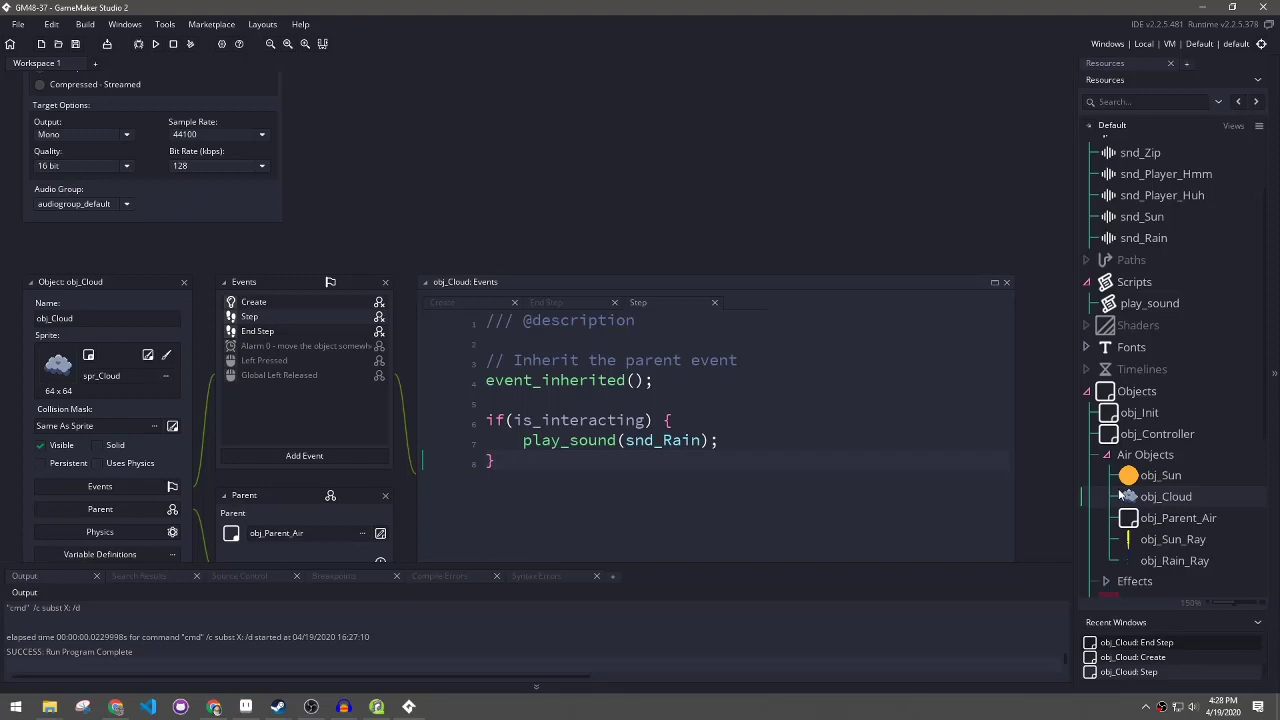 GM48-37 - GameMaker Studio 2
File Edit Build Windows Tools Marketplace Layouts Help
IDE v2.2.5.481 Runtime v2.2.5.378
Windows | Local | VM | Default | default
Workspace 1
Compressed - Streamed
Target Options:
Output: Sample Rate:
Mono 44100
Quality: Bit Rate (kbps):
16 bit 128
Audio Group:
audiogroup_default
Object: obj_Cloud
Name:
obj_Cloud
Sprite:
spr_Cloud
64 x 64
Collision Mask:
Same As Sprite
Visible Solid
Persistent Uses Physics
Events
Parent
Physics
Variable Definitions
Events
Create
Step
End Step
Alarm 0 - move the object somewh
Left Pressed
Global Left Released
Add Event
Parent
obj_Parent_Air
obj_Cloud: Events
Create End Step Step
1 /// @description
2
3 // Inherit the parent event
4 event_inherited();
5
6 if(is_interacting) {
7 play_sound(snd_Rain);
8 }
Output Search Results Source Control Breakpoints Compile Errors Syntax Errors
Output
"cmd" /c subst X: /d
elapsed time 00:00:00.0229998s for command "cmd" /c subst X: /d started at 04/19/2020 16:27:10
SUCCESS: Run Program Complete
Resources
Resources
Search...
Default Views
snd_Zip
snd_Player_Hmm
snd_Player_Huh
snd_Sun
snd_Rain
Paths
Scripts
play_sound
Shaders
Fonts
Timelines
Objects
obj_Init
obj_Controller
Air Objects
obj_Sun
obj_Cloud
obj_Parent_Air
obj_Sun_Ray
obj_Rain_Ray
Effects
150%
Recent Windows
obj_Cloud: End Step
obj_Cloud: Create
obj_Cloud: Step
4:28 PM
4/19/2020